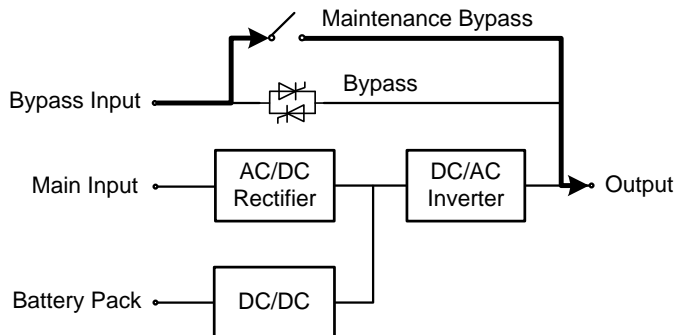 Maintenance Bypass
Bypass Input
Bypass
Main Input
AC/DC
Rectifier
DC/AC
Inverter
Output
Battery Pack
DC/DC